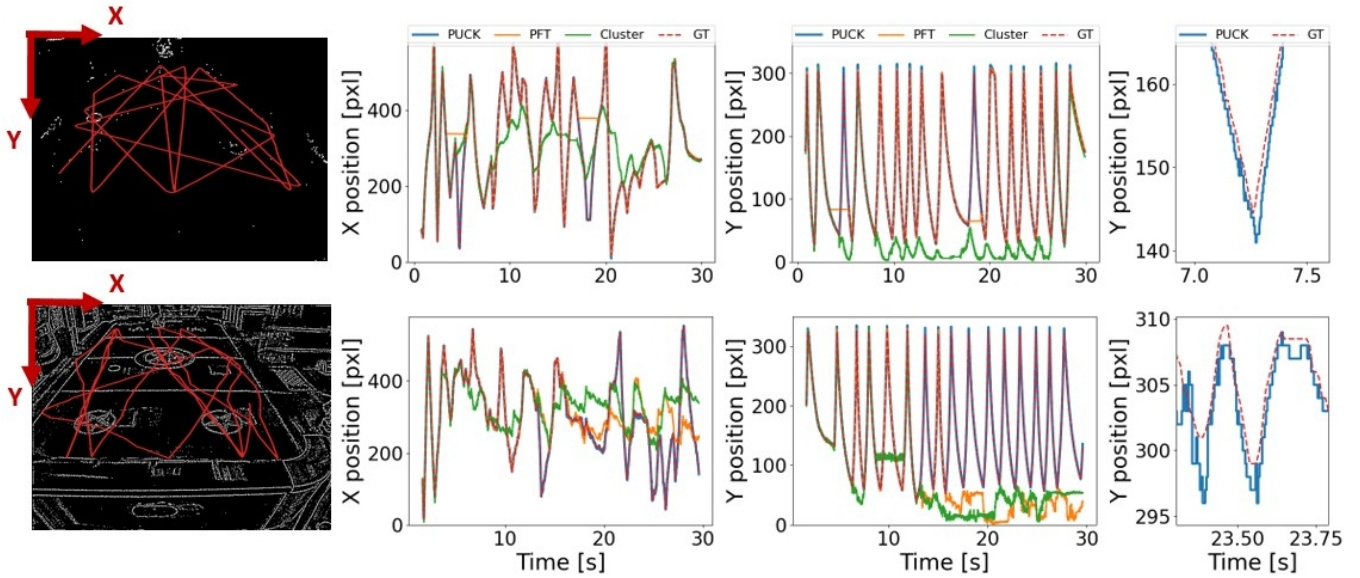 X
Y
PUCK PFT Cluster GT
X position [pxl]
400
200
0
0 10 20 30
PUCK PFT Cluster GT
Y position [pxl]
300
200
100
0
0 10 20 30
PUCK GT
Y position [pxl]
160
150
140
7.0 7.5
X
Y
X position [pxl]
400
200
0
10 20 30
Time [s]
Y position [pxl]
300
200
100
0
10 20 30
Time [s]
Y position [pxl]
310
305
300
295
23.50 23.75
Time [s]